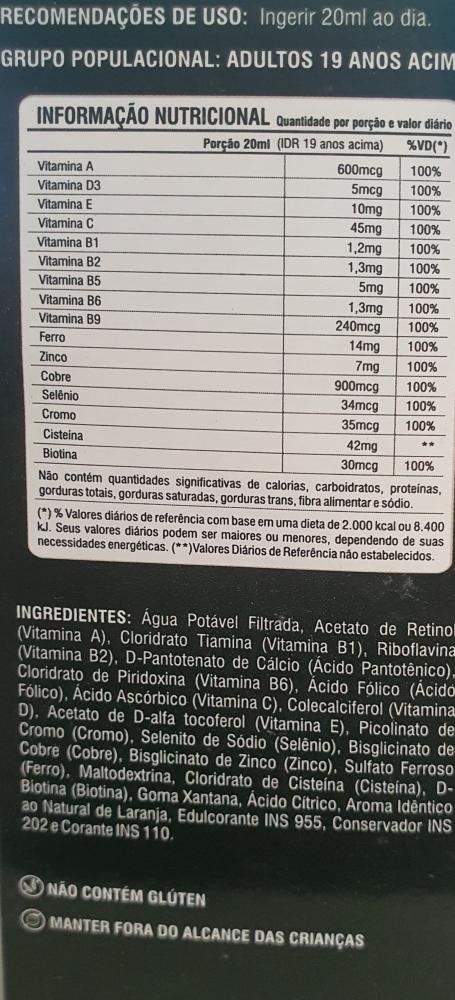 RECOMENDAÇÕES DE USO: Ingerir 20ml ao dia.
GRUPO POPULACIONAL: ADULTOS 19 ANOS ACIM
INFORMAÇÃO NUTRICIONAL Quantidade por porção e valor diário
Porção 20ml (IDR 19 anos acima) %VD(*)
Vitamina A 600mcg 100%
Vitamina D3 5mcg 100%
Vitamina E 10mg 100%
Vitamina C 45mg 100%
Vitamina B1 1,2mg 100%
Vitamina B2 1,3mg 100%
Vitamina B5 5mg 100%
Vitamina B6 1,3mg 100%
Vitamina B9 240mcg 100%
Ferro 14mg 100%
Zinco 7mg 100%
Cobre 900mcg 100%
Selênio 34mcg 100%
Cromo 35mcg 100%
Cisteína 42mg **
Biotina 30mcg 100%
Não contém quantidades significativas de calorias, carboidratos, proteínas,
gorduras totais, gorduras saturadas, gorduras trans, fibra alimentar e sódio.
(*) % Valores diários de referência com base em uma dieta de 2.000 kcal ou 8.400
kJ. Seus valores diários podem ser maiores ou menores, dependendo de suas
necessidades energéticas. (**)Valores Diários de Referência não estabelecidos.
INGREDIENTES: Água Potável Filtrada, Acetato de Retinol
(Vitamina A), Cloridrato Tiamina (Vitamina B1), Riboflavina
(Vitamina B2), D-Pantotenato de Cálcio (Ácido Pantotênico),
Cloridrato de Piridoxina (Vitamina B6), Ácido Fólico (Ácido
Fólico), Ácido Ascórbico (Vitamina C), Colecalciferol (Vitamina
D), Acetato de D-alfa tocoferol (Vitamina E), Picolinato de
Cromo (Cromo), Selenito de Sódio (Selênio), Bisglicinato de
Cobre (Cobre), Bisglicinato de Zinco (Zinco), Sulfato Ferroso
(Ferro), Maltodextrina, Cloridrato de Cisteína (Cisteína), D-
Biotina (Biotina), Goma Xantana, Ácido Cítrico, Aroma Idêntico
ao Natural de Laranja, Edulcorante INS 955, Conservador INS
202 e Corante INS 110.
NÃO CONTÉM GLÚTEN
MANTER FORA DO ALCANCE DAS CRIANÇAS